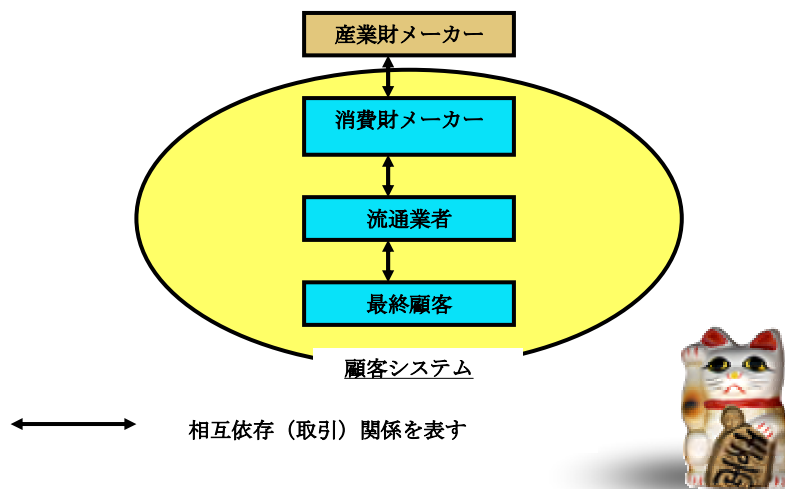 産業財メーカー
消費財メーカー
流通業者
最終顧客
顧客システム
相互依存（取引）関係を表す